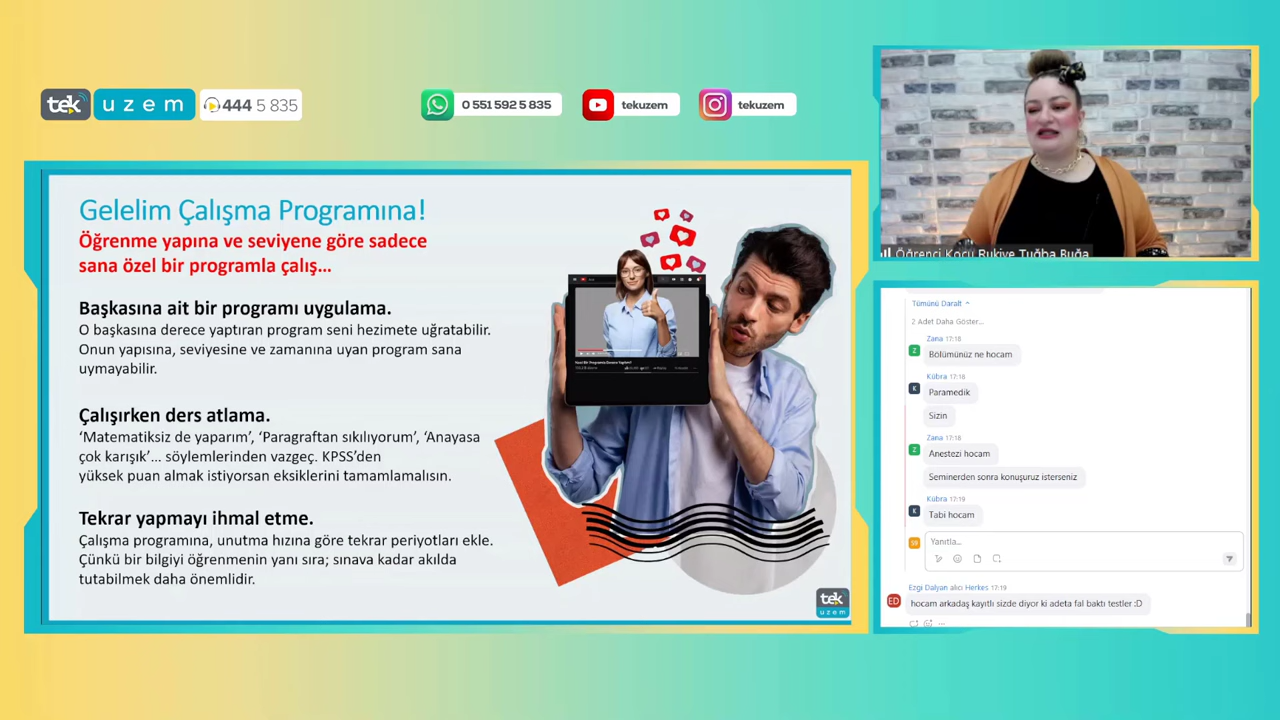 tek uzem 444 5 835
0 551 592 5 835
tekuzem
tekuzem
Gelelim Çalışma Programına!
Öğrenme yapına ve seviyene göre sadece
sana özel bir programla çalış...
Başkasına ait bir programı uygulama.
O başkasına derece yaptıran program seni hezimete uğratabilir.
Onun yapısına, seviyesine ve zamanına uyan program sana
uymayabilir.
Çalışırken ders atlama.
‘Matematiksiz de yaparım’, ‘Paragraftan sıkılıyorum’, ‘Anayasa
çok karışık’... söylemlerinden vazgeç. KPSS’den
yüksek puan almak istiyorsan eksiklerini tamamlamalısın.
Tekrar yapmayı ihmal etme.
Çalışma programına, unutma hızına göre tekrar periyotları ekle.
Çünkü bir bilgiyi öğrenmenin yanı sıra; sınava kadar akılda
tutabilmek daha önemlidir.
tek
uzem
Öğrenci Koçu Rukiye Tuğba Buğa
Tümünü Daralt
2 Adet Daha Göster...
Zana 17:18
Z
Bölümünüz ne hocam
Kübra 17:18
K
Paramedik
Sizin
Zana 17:18
Z
Anestezi hocam
Seminerden sonra konuşuruz isterseniz
Kübra 17:19
K
Tabi hocam
Yanıtla...
Ezgi Dalyan alıcı Herkes 17:19
ED
hocam arkadaş kayıtlı sizde diyor ki adeta fal baktı testler :D